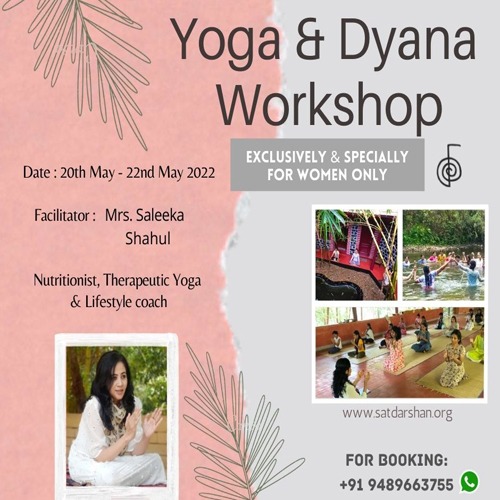 Yoga & Dyana
Workshop
EXCLUSIVELY & SPECIALLY
FOR WOMEN ONLY
Date : 20th May - 22nd May 2022
Facilitator : Mrs. Saleeka
Shahul
Nutritionist, Therapeutic Yoga
& Lifestyle coach
www.satdarshan.org
FOR BOOKING:
+91 9489663755